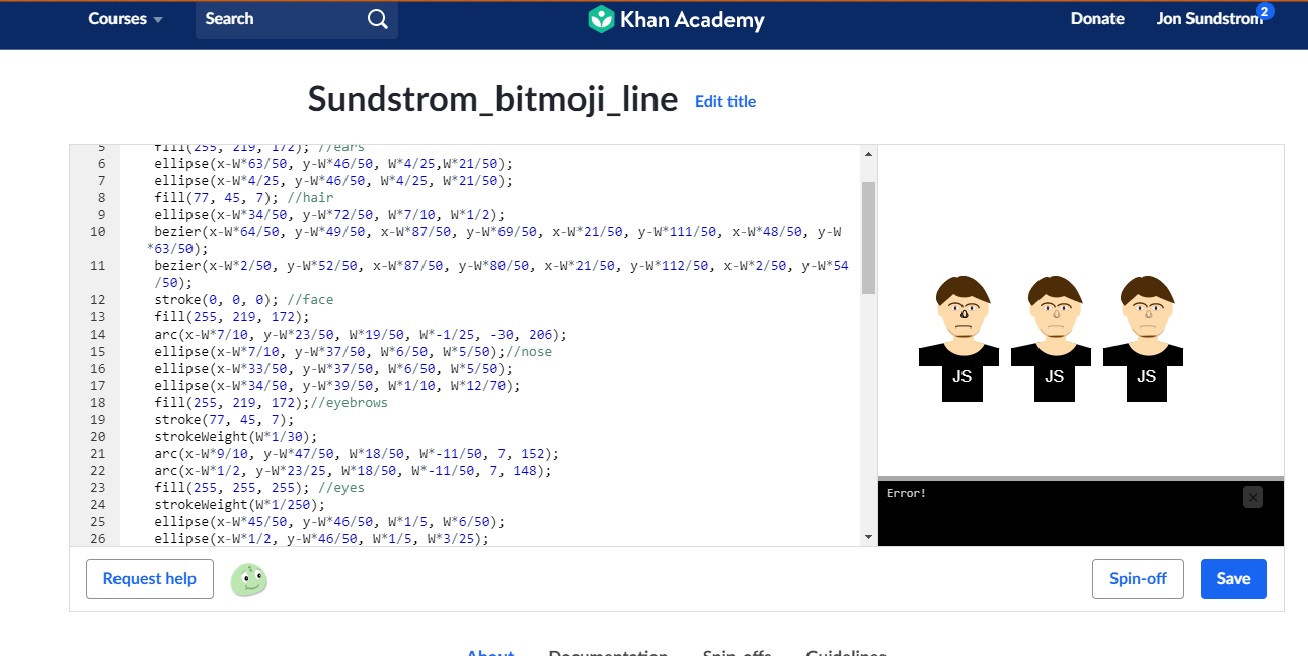 Courses
Search
Khan Academy
Donate
Jon Sundstrom
2
Sundstrom_bitmoji_line
Edit title
5 fill(255, 219, 172); //ears
6 ellipse(x-W*63/50, y-W*46/50, W*4/25,W*21/50);
7 ellipse(x-W*4/25, y-W*46/50, W*4/25, W*21/50);
8 fill(77, 45, 7); //hair
9 ellipse(x-W*34/50, y-W*72/50, W*7/10, W*1/2);
10 bezier(x-W*64/50, y-W*49/50, x-W*87/50, y-W*69/50, x-W*21/50, y-W*111/50, x-W*48/50, y-W
*63/50);
11 bezier(x-W*2/50, y-W*52/50, x-W*87/50, y-W*80/50, x-W*21/50, y-W*112/50, x-W*2/50, y-W*54
/50);
12 stroke(0, 0, 0); //face
13 fill(255, 219, 172);
14 arc(x-W*7/10, y-W*23/50, W*19/50, W*-1/25, -30, 206);
15 ellipse(x-W*7/10, y-W*37/50, W*6/50, W*5/50);//nose
16 ellipse(x-W*33/50, y-W*37/50, W*6/50, W*5/50);
17 ellipse(x-W*34/50, y-W*39/50, W*1/10, W*12/70);
18 fill(255, 219, 172);//eyebrows
19 stroke(77, 45, 7);
20 strokeWeight(W*1/30);
21 arc(x-W*9/10, y-W*47/50, W*18/50, W*-11/50, 7, 152);
22 arc(x-W*1/2, y-W*23/25, W*18/50, W*-11/50, 7, 148);
23 fill(255, 255, 255); //eyes
24 strokeWeight(W*1/250);
25 ellipse(x-W*45/50, y-W*46/50, W*1/5, W*6/50);
26 ellipse(x-W*1/2, y-W*46/50, W*1/5, W*3/25);
JS JS JS
Error!
Request help
Spin-off
Save
About Documentation Spin-offs Guidelines